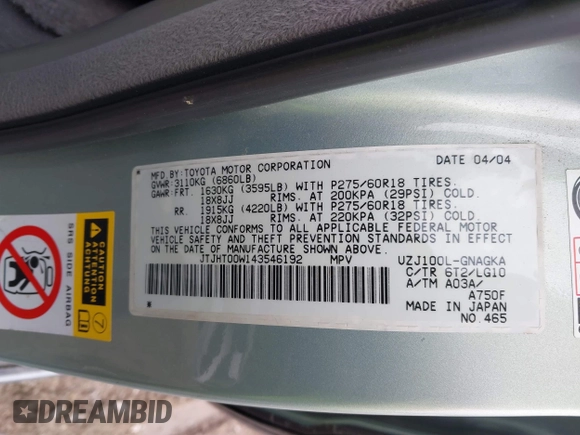 MFD.BY:TOYOTA MOTOR CORPORATION DATE 04/04
GVWR:3110KG (6860LB)
GAWR:FRT. 1630KG (3595LB) WITH P275/60R18 TIRES.
18X8JJ RIMS. AT 200KPA (29PSI) COLD.
RR. 1915KG (4220LB) WITH P275/60R18 TIRES.
18X8JJ RIMS. AT 220KPA (32PSI) COLD.
THIS VEHICLE CONFORMS TO ALL APPLICABLE FEDERAL MOTOR
VEHICLE SAFETY AND THEFT PREVENTION STANDARDS IN EFFECT
ON THE DATE OF MANUFACTURE SHOWN ABOVE.
JTJHT00W143546192 MPV UZJ100L-GNAGKA
C/TR 6T2/LG10
A/TM A03A/
A750F
MADE IN JAPAN
NO.465
SRS SIDE AIRBAG
7
DREAMBID